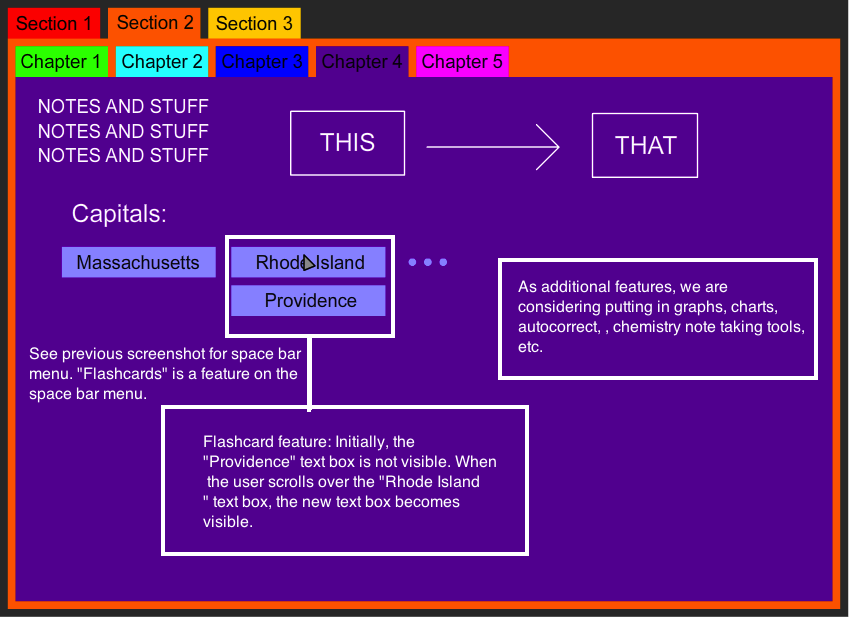 Section 1 Section 2 Section 3
Chapter 1 Chapter 2 Chapter 3 Chapter 4 Chapter 5
NOTES AND STUFF
NOTES AND STUFF
NOTES AND STUFF
THIS THAT
Capitals:
Massachusetts Rhode Island
Providence
As additional features, we are
considering putting in graphs, charts,
autocorrect, , chemistry note taking tools,
etc.
See previous screenshot for space bar
menu. "Flashcards" is a feature on the
space bar menu.
Flashcard feature: Initially, the
"Providence" text box is not visible. When
the user scrolls over the "Rhode Island
" text box, the new text box becomes
visible.